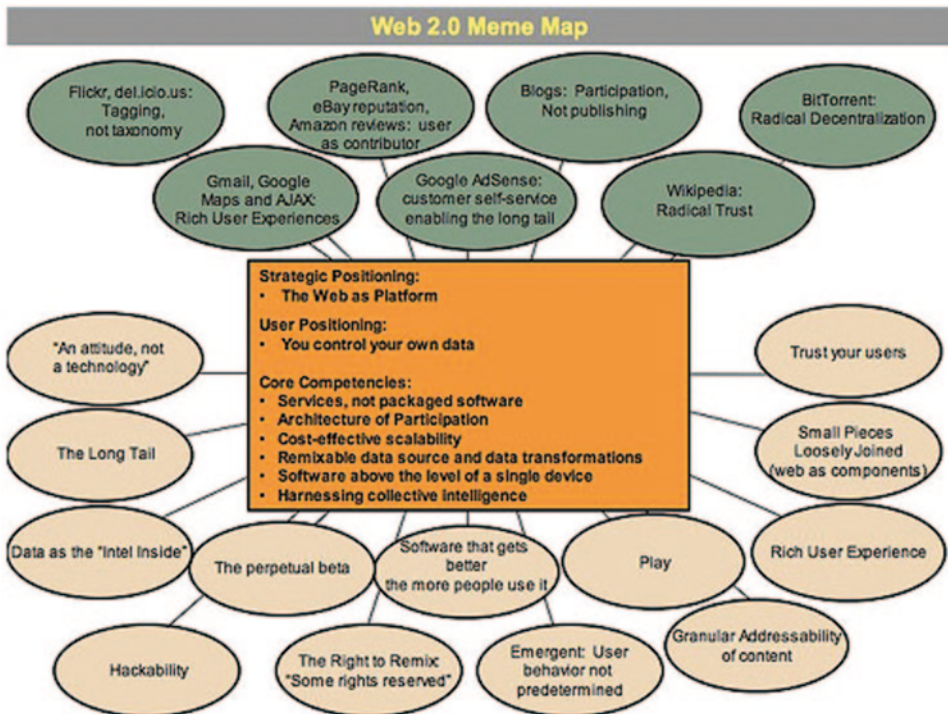 Web 2.0 Meme Map
Flickr, del.icio.us:
Tagging,
not taxonomy
PageRank,
eBay reputation,
Amazon reviews: user
as contributor
Blogs: Participation,
Not publishing
BitTorrent:
Radical Decentralization
Gmail, Google
Maps and AJAX:
Rich User Experiences
Google AdSense:
customer self-service
enabling the long tail
Wikipedia:
Radical Trust
Strategic Positioning:
• The Web as Platform
User Positioning:
• You control your own data
Core Competencies:
• Services, not packaged software
• Architecture of Participation
• Cost-effective scalability
• Remixable data source and data transformations
• Software above the level of a single device
• Harnessing collective intelligence
"An attitude, not
a technology"
Trust your users
The Long Tail
Small Pieces
Loosely Joined
(web as components)
Data as the "Intel Inside"
The perpetual beta
Software that gets
better
the more people use it
Play
Rich User Experience
Hackability
The Right to Remix:
"Some rights reserved"
Emergent: User
behavior not
predetermined
Granular Addressability
of content